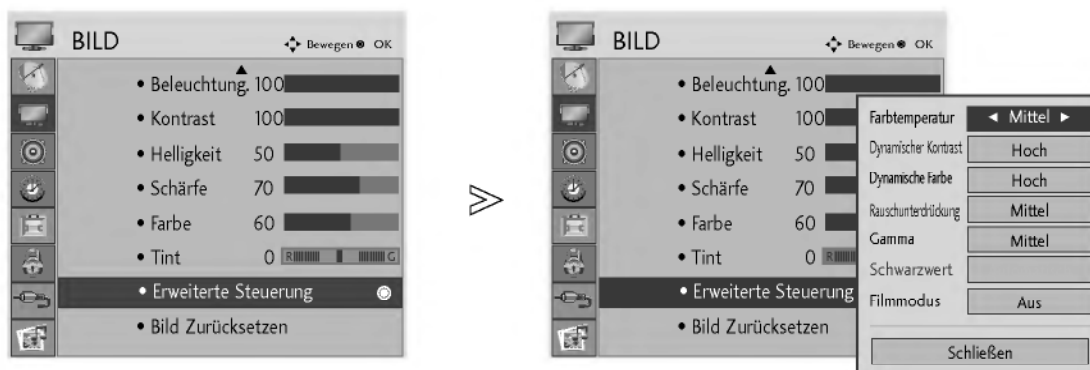 BILD
Bewegen OK
• Beleuchtung. 100
• Kontrast 100
• Helligkeit 50
• Schärfe 70
• Farbe 60
• Tint 0 R G
• Erweiterte Steuerung
• Bild Zurücksetzen
BILD
Bewegen OK
• Beleuchtung. 100
• Kontrast 100
• Helligkeit 50
• Schärfe 70
• Farbe 60
• Tint 0 R
• Erweiterte Steuerung
• Bild Zurücksetzen
Farbtemperatur ◄ Mittel ►
Dynamischer Kontrast Hoch
Dynamische Farbe Hoch
Rauschunterdrückung Mittel
Gamma Mittel
Schwarzwert
Filmmodus Aus
Schließen